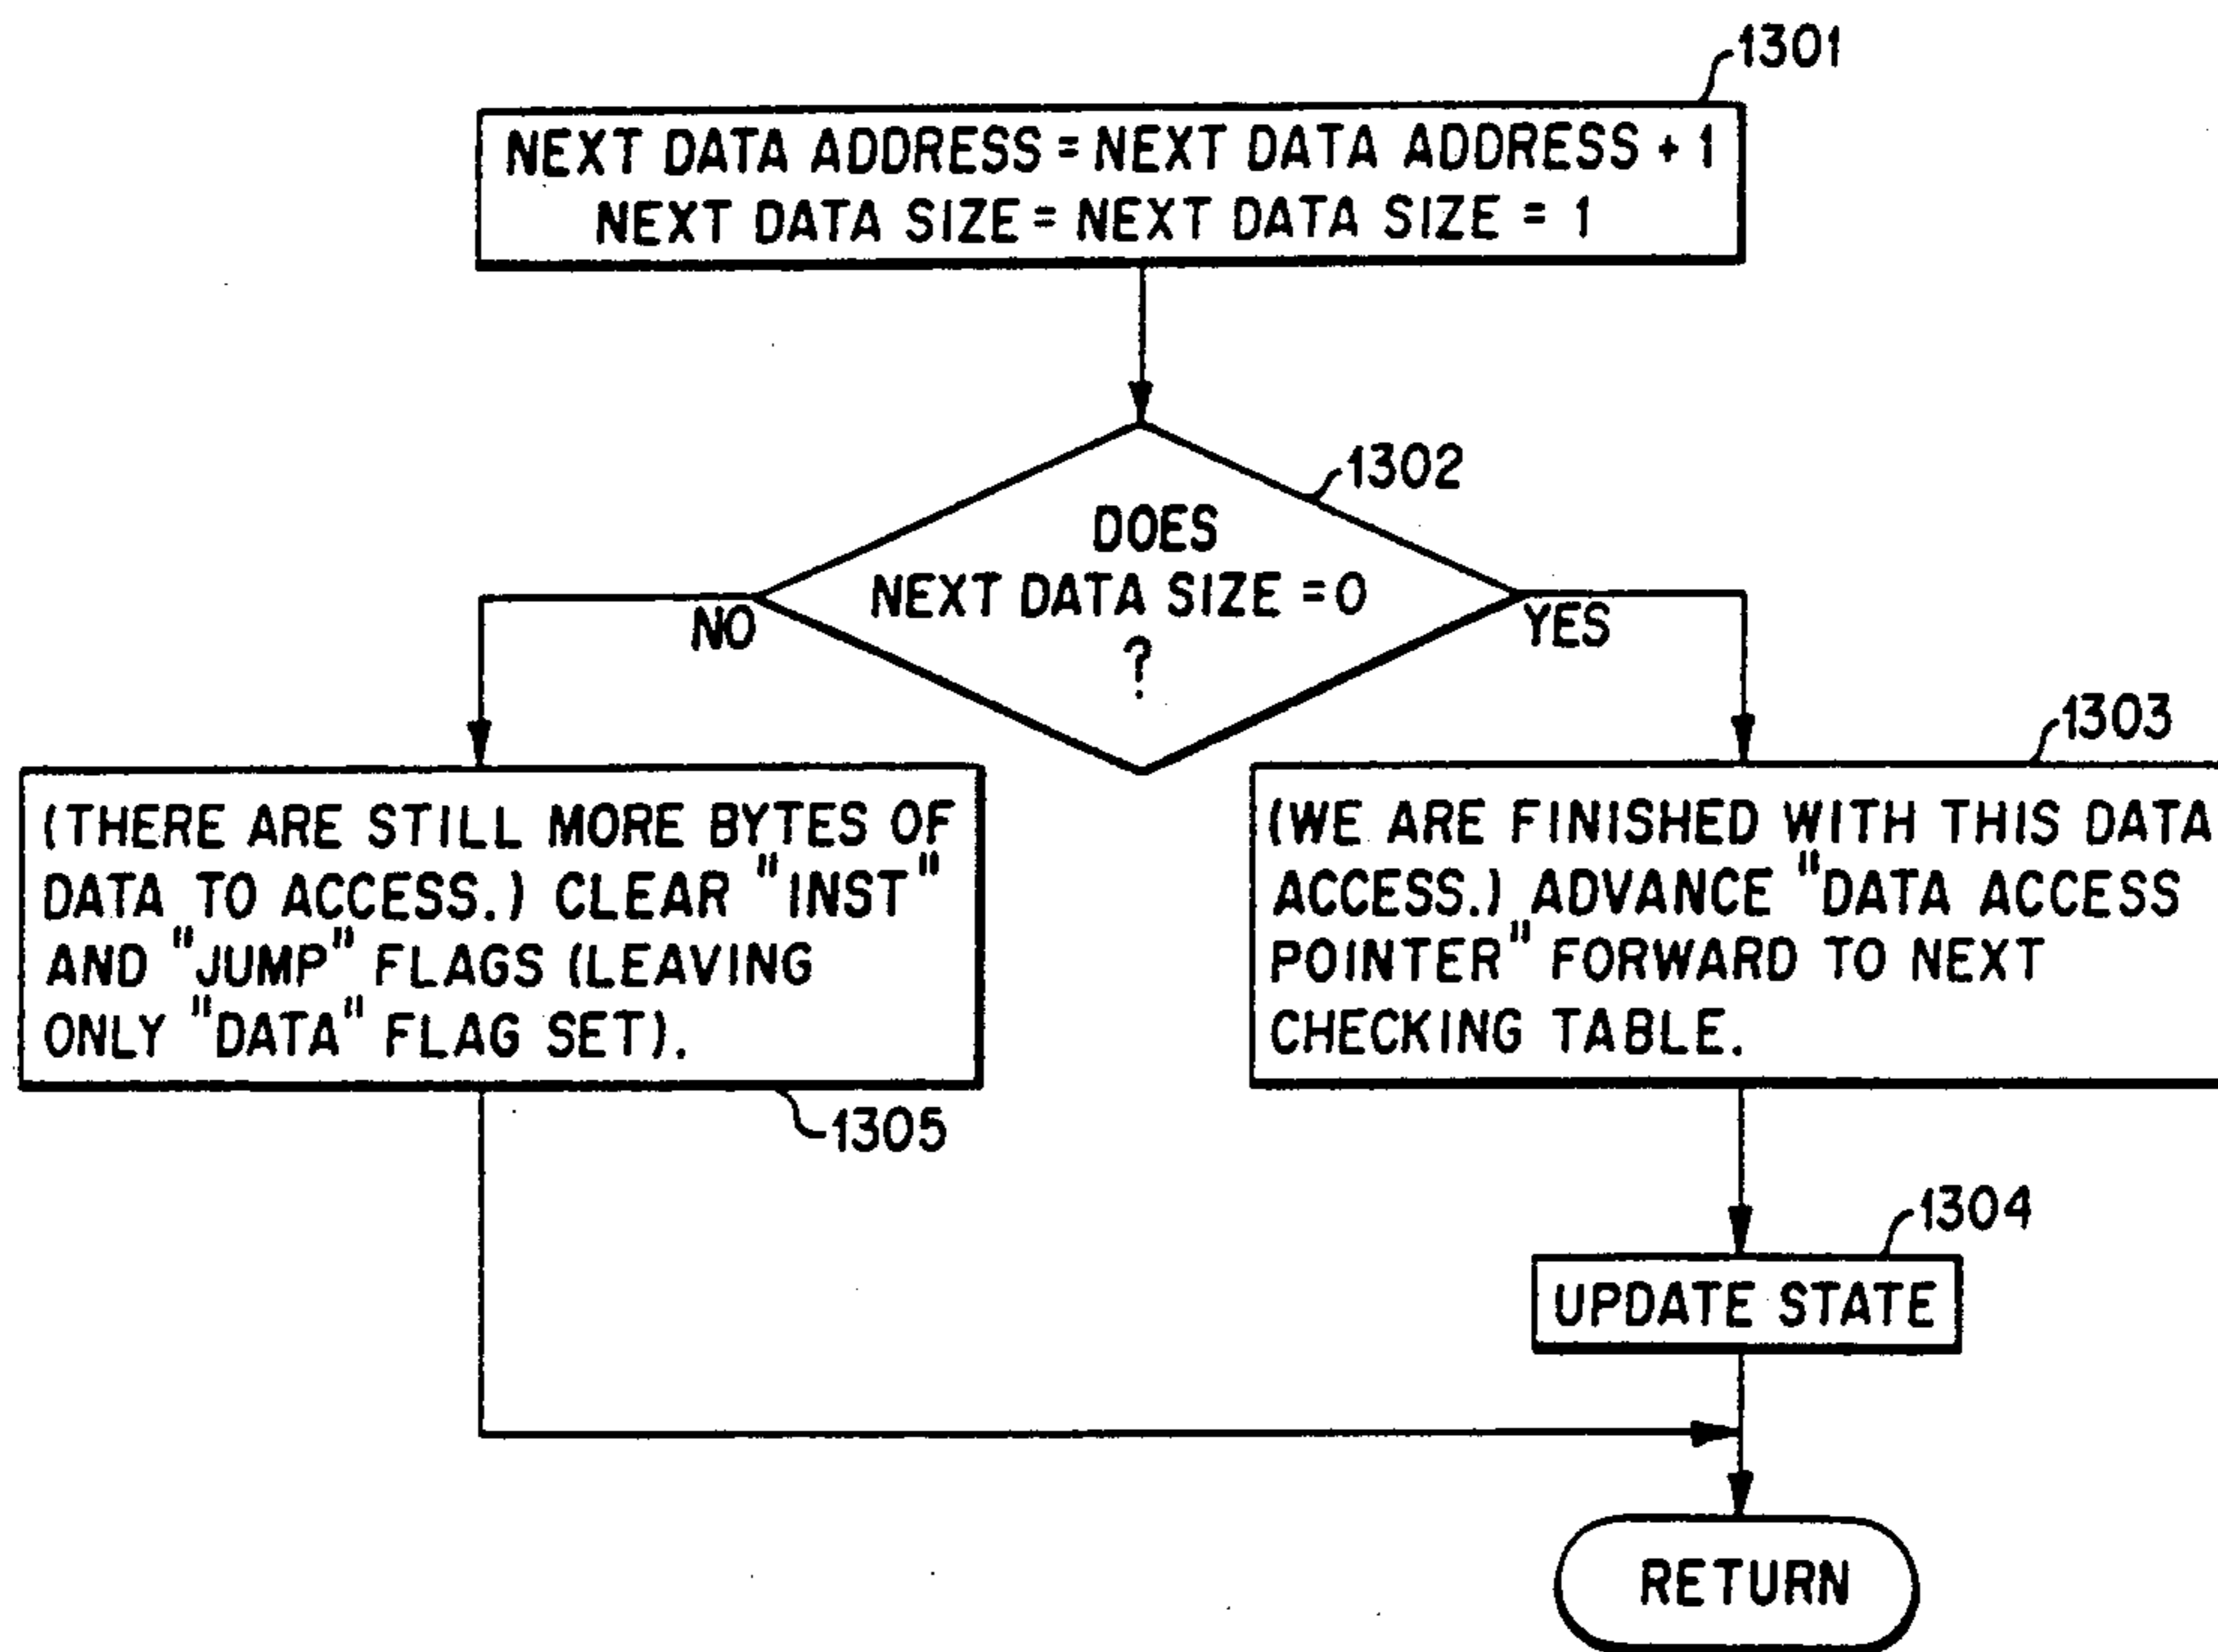 1301
NEXT DATA ADDRESS = NEXT DATA ADDRESS + 1
NEXT DATA SIZE = NEXT DATA SIZE = 1
1302
DOES
NEXT DATA SIZE = 0
?
NO
YES
1303
(THERE ARE STILL MORE BYTES OF
DATA TO ACCESS.) CLEAR "INST"
AND "JUMP" FLAGS (LEAVING
ONLY "DATA" FLAG SET).
1305
(WE ARE FINISHED WITH THIS DATA
ACCESS.) ADVANCE "DATA ACCESS
POINTER" FORWARD TO NEXT
CHECKING TABLE.
1304
UPDATE STATE
RETURN